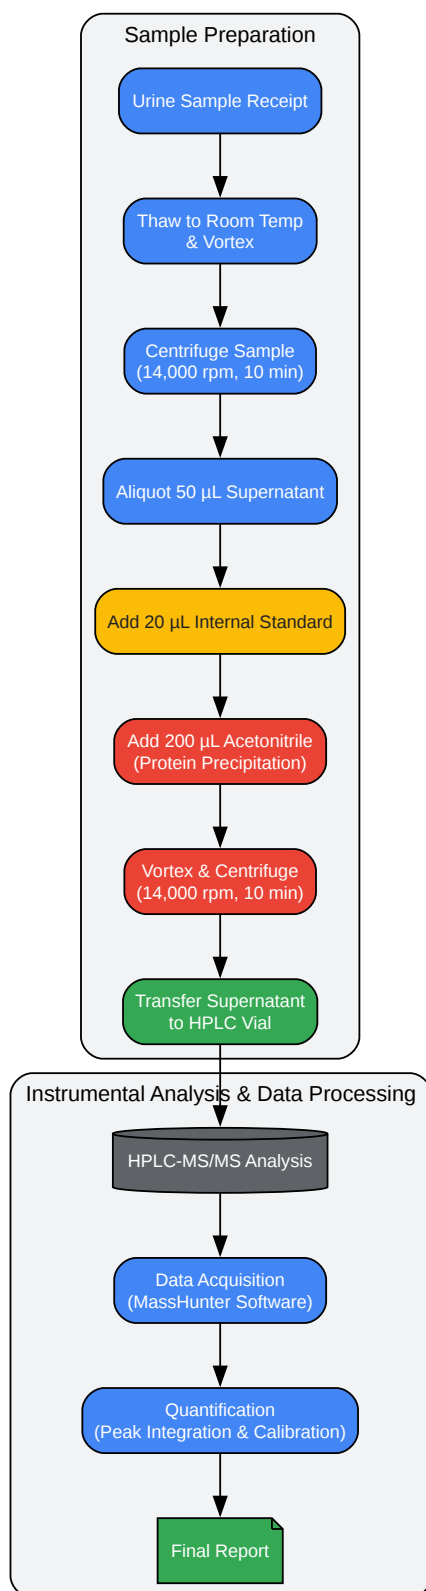 Sample Preparation
Urine Sample Receipt
Thaw to Room Temp
& Vortex
Centrifuge Sample
(14,000 rpm, 10 min)
Aliquot 50 µL Supernatant
Add 20 µL Internal Standard
Add 200 µL Acetonitrile
(Protein Precipitation)
Vortex & Centrifuge
(14,000 rpm, 10 min)
Transfer Supernatant
to HPLC Vial
Instrumental Analysis & Data Processing
HPLC-MS/MS Analysis
Data Acquisition
(MassHunter Software)
Quantification
(Peak Integration & Calibration)
Final Report